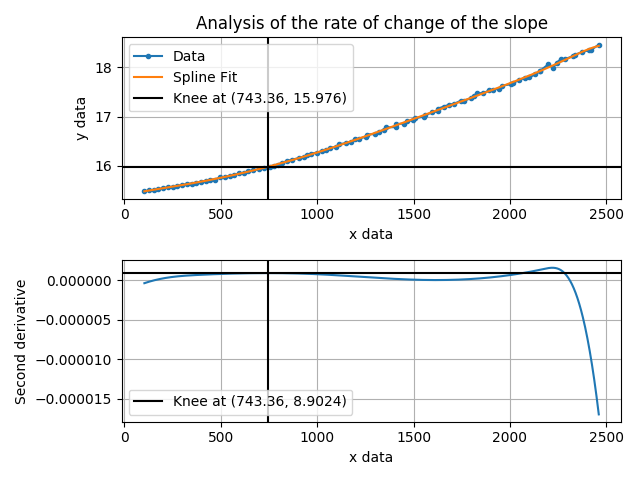 Analysis of the rate of change of the slope
Data
Spline Fit
Knee at (743.36, 15.976)
y data
18
17
16
0 500 1000 1500 2000 2500
x data
Second derivative
0.000000
−0.000005
−0.000010
−0.000015
Knee at (743.36, 8.9024)
0 500 1000 1500 2000 2500
x data